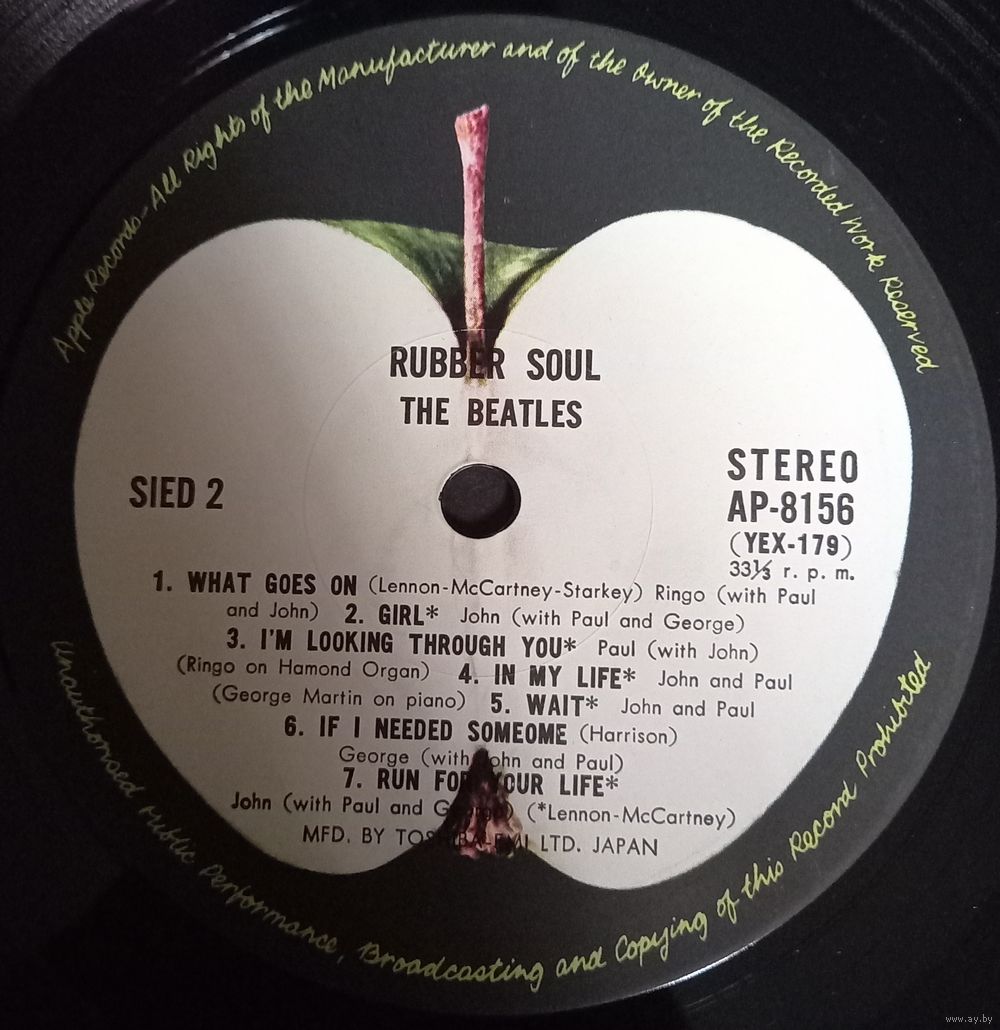 Apple Records-All Rights of the Manufacturer and of the Owner of the Recorded Work Reserved
RUBBER SOUL
THE BEATLES
SIED 2
STEREO
AP-8156
(YEX-179)
33⅓ r. p. m.
1. WHAT GOES ON (Lennon-McCartney-Starkey) Ringo (with Paul
and John) 2. GIRL* John (with Paul and George)
3. I'M LOOKING THROUGH YOU* Paul (with John)
(Ringo on Hamond Organ) 4. IN MY LIFE* John and Paul
(George Martin on piano) 5. WAIT* John and Paul
6. IF I NEEDED SOMEOME (Harrison)
George (with John and Paul)
7. RUN FOR YOUR LIFE*
John (with Paul and George) (*Lennon-McCartney)
MFD. BY TOSHIBA-EMI LTD. JAPAN
Unauthorised Public Performance, Broadcasting and Copying of this Record Prohibited
www.ay.by